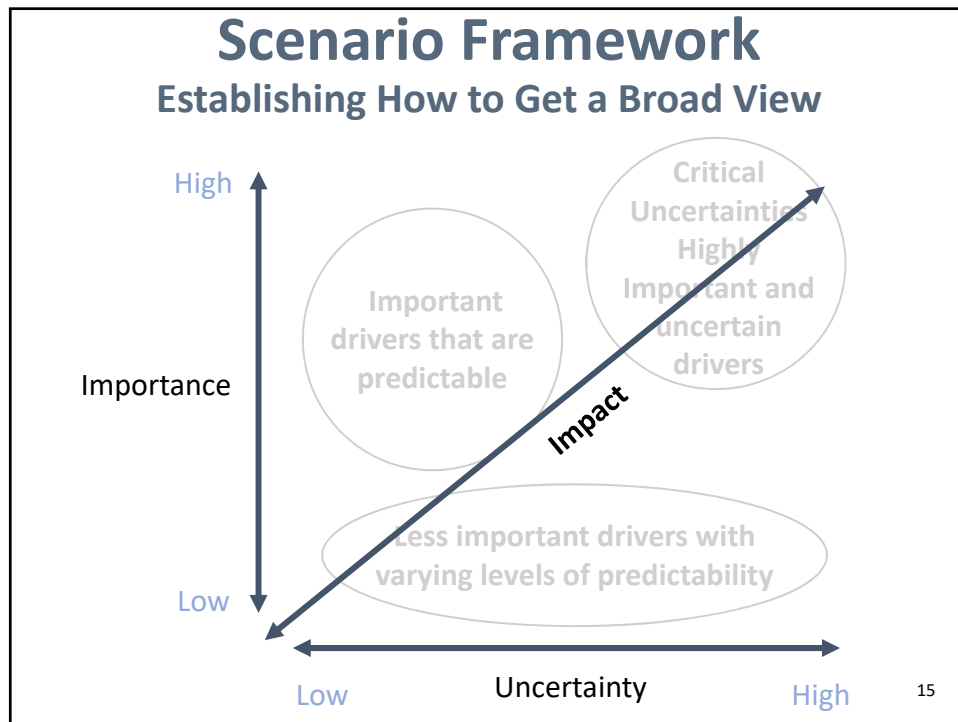 Scenario Framework
Establishing How to Get a Broad View
High
Critical
Uncertainties
Highly
Important and
uncertain
drivers
Important
drivers that are
predictable
Importance
Impact
Less important drivers with
varying levels of predictability
Low
Low
Uncertainty
High
15